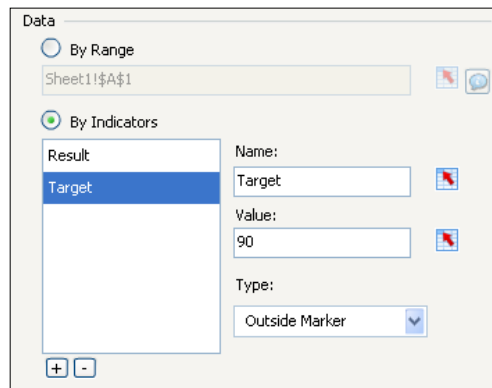 Data
By Range
Sheet1!$A$1
By Indicators
Result
Target
Name:
Target
Value:
90
Type:
Outside Marker
+ -